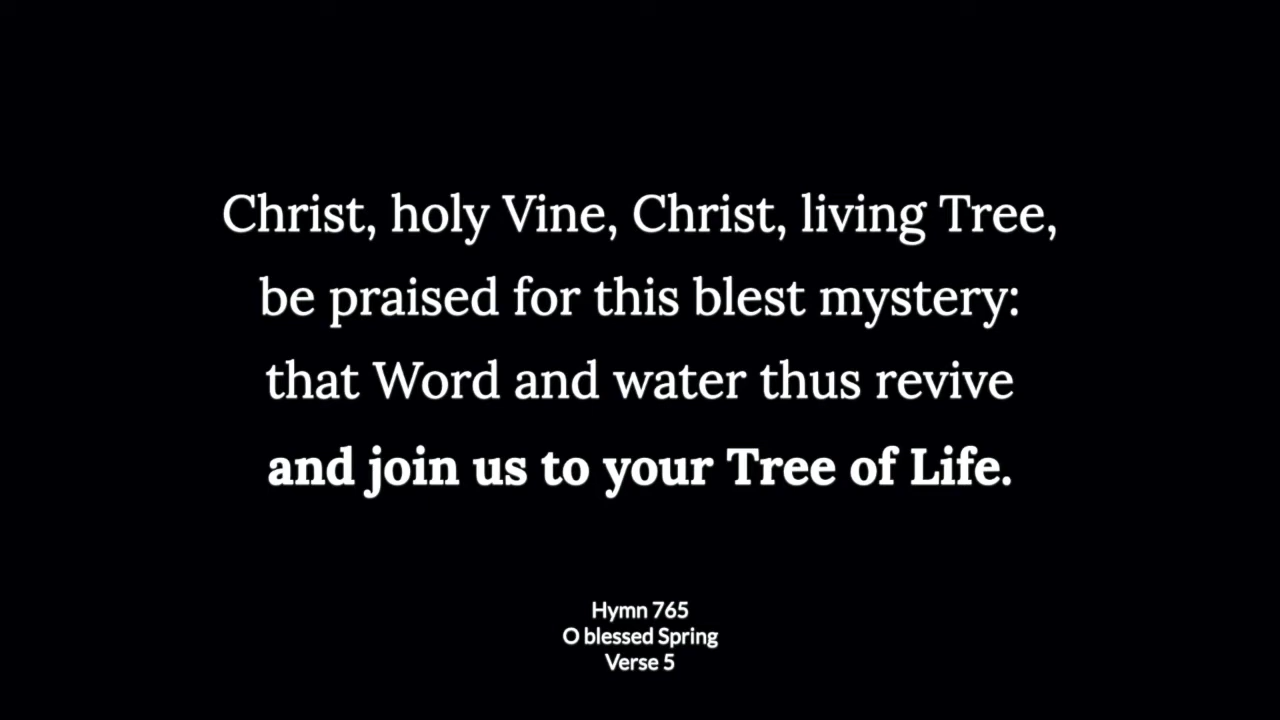 Christ, holy Vine, Christ, living Tree,
be praised for this blest mystery:
that Word and water thus revive
and join us to your Tree of Life.
Hymn 765
O blessed Spring
Verse 5